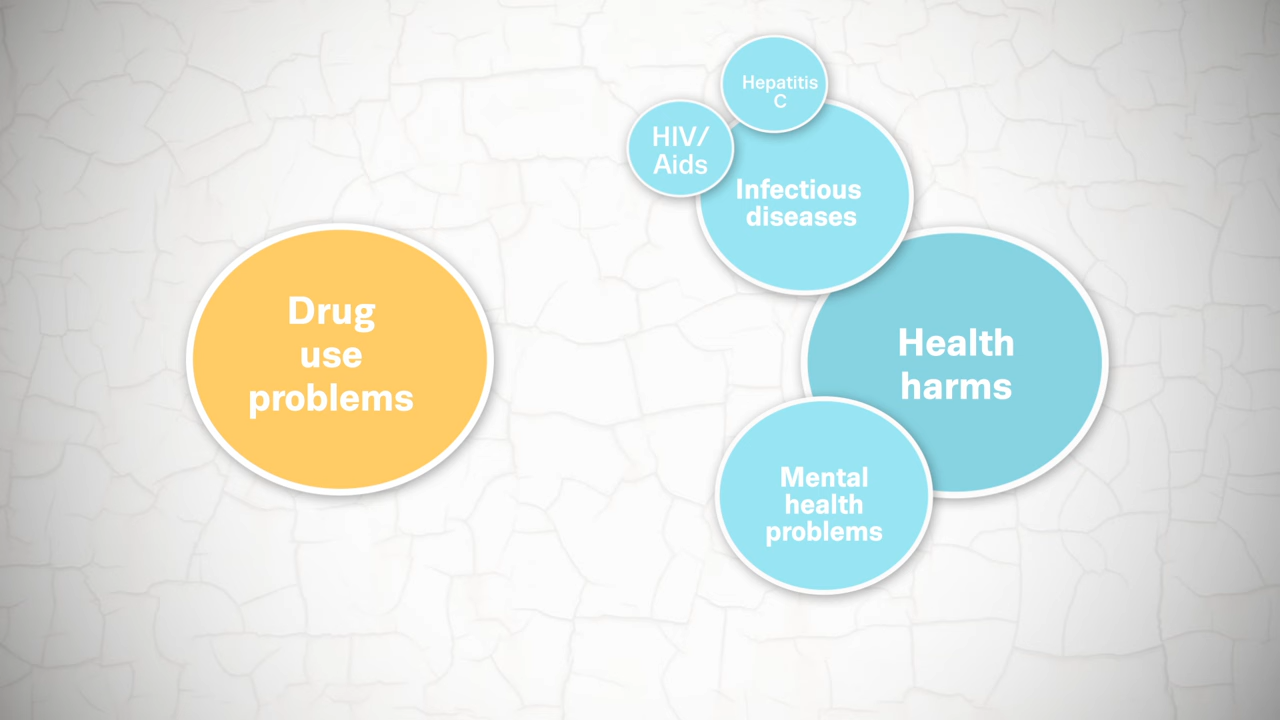 Drug
use
problems
Hepatitis
C
HIV/
Aids
Infectious
diseases
Health
harms
Mental
health
problems